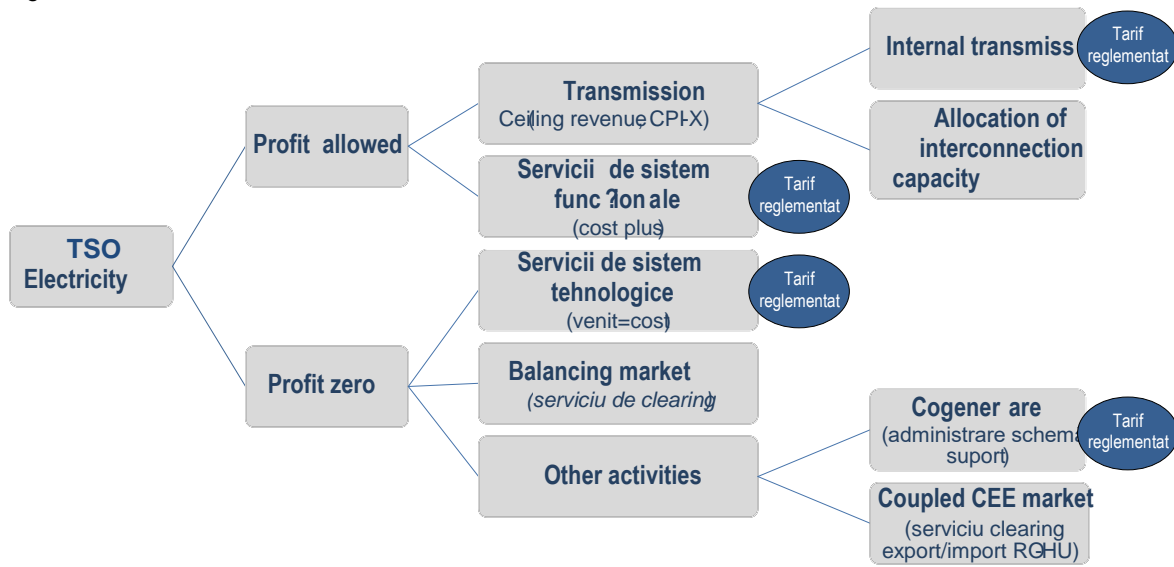 Internal transmiss
Tarif
reglementat
Transmission
Ceiling revenue, CPI-X)
Profit allowed
Allocation of
interconnection
capacity
Servicii de sistem
func?ionale
(cost plus)
Tarif
reglementat
TSO
Electricity
Servicii de sistem
tehnologice
(venit=cost)
Tarif
reglementat
Profit zero
Balancing market
(serviciu de clearing)
Cogener are
(administrare schema
suport)
Tarif
reglementat
Other activities
Coupled CEE market
(serviciu clearing
export/import RO-HU)